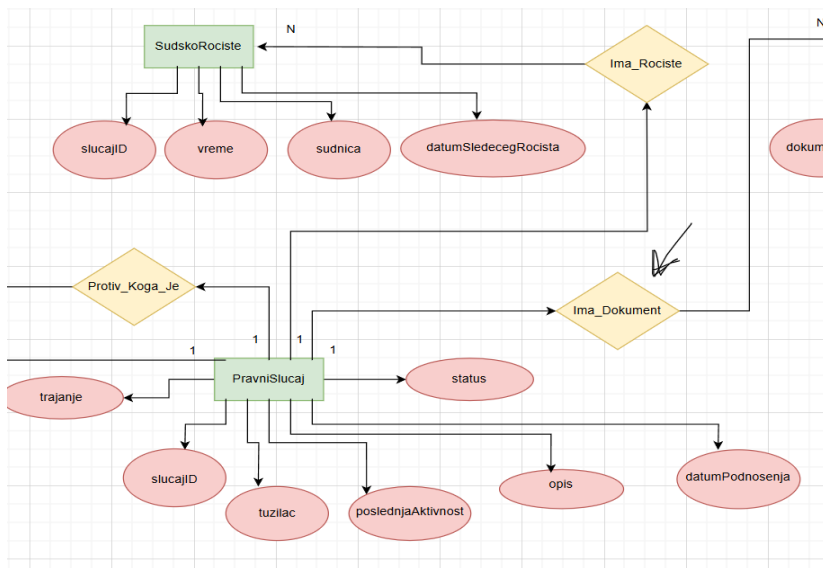 N
N
SudskoRociste
Ima_Rociste
slucajID
vreme
sudnica
datumSledecegRocista
dokum
Protiv_Koga_Je
Ima_Dokument
1
1
1
1
PravniSlucaj
status
trajanje
slucajID
tuzilac
poslednjaAktivnost
opis
datumPodnosenja